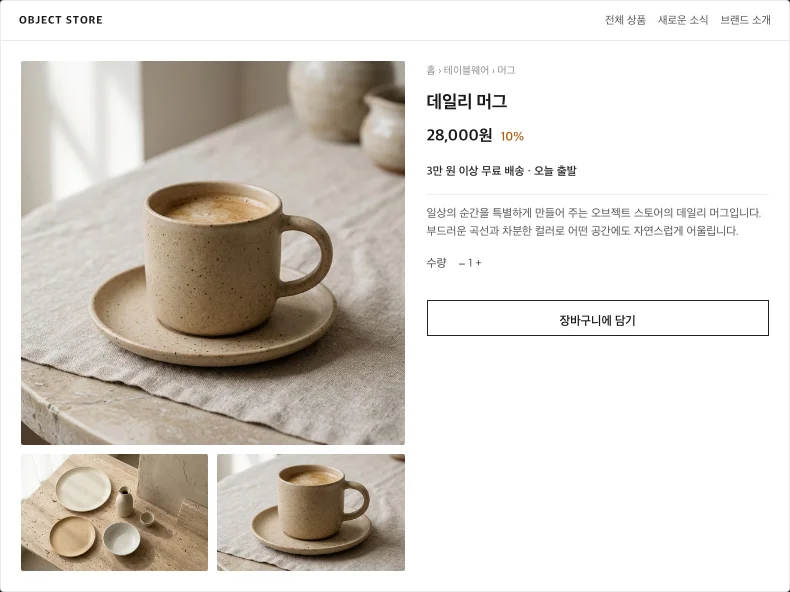 OBJECT STORE
전체 상품 새로운 소식 브랜드 소개
홈 › 테이블웨어 › 머그
데일리 머그
28,000원 10%
3만 원 이상 무료 배송 · 오늘 출발
일상의 순간을 특별하게 만들어 주는 오브젝트 스토어의 데일리 머그입니다.
부드러운 곡선과 차분한 컬러로 어떤 공간에도 자연스럽게 어울립니다.
수량 – 1 +
장바구니에 담기